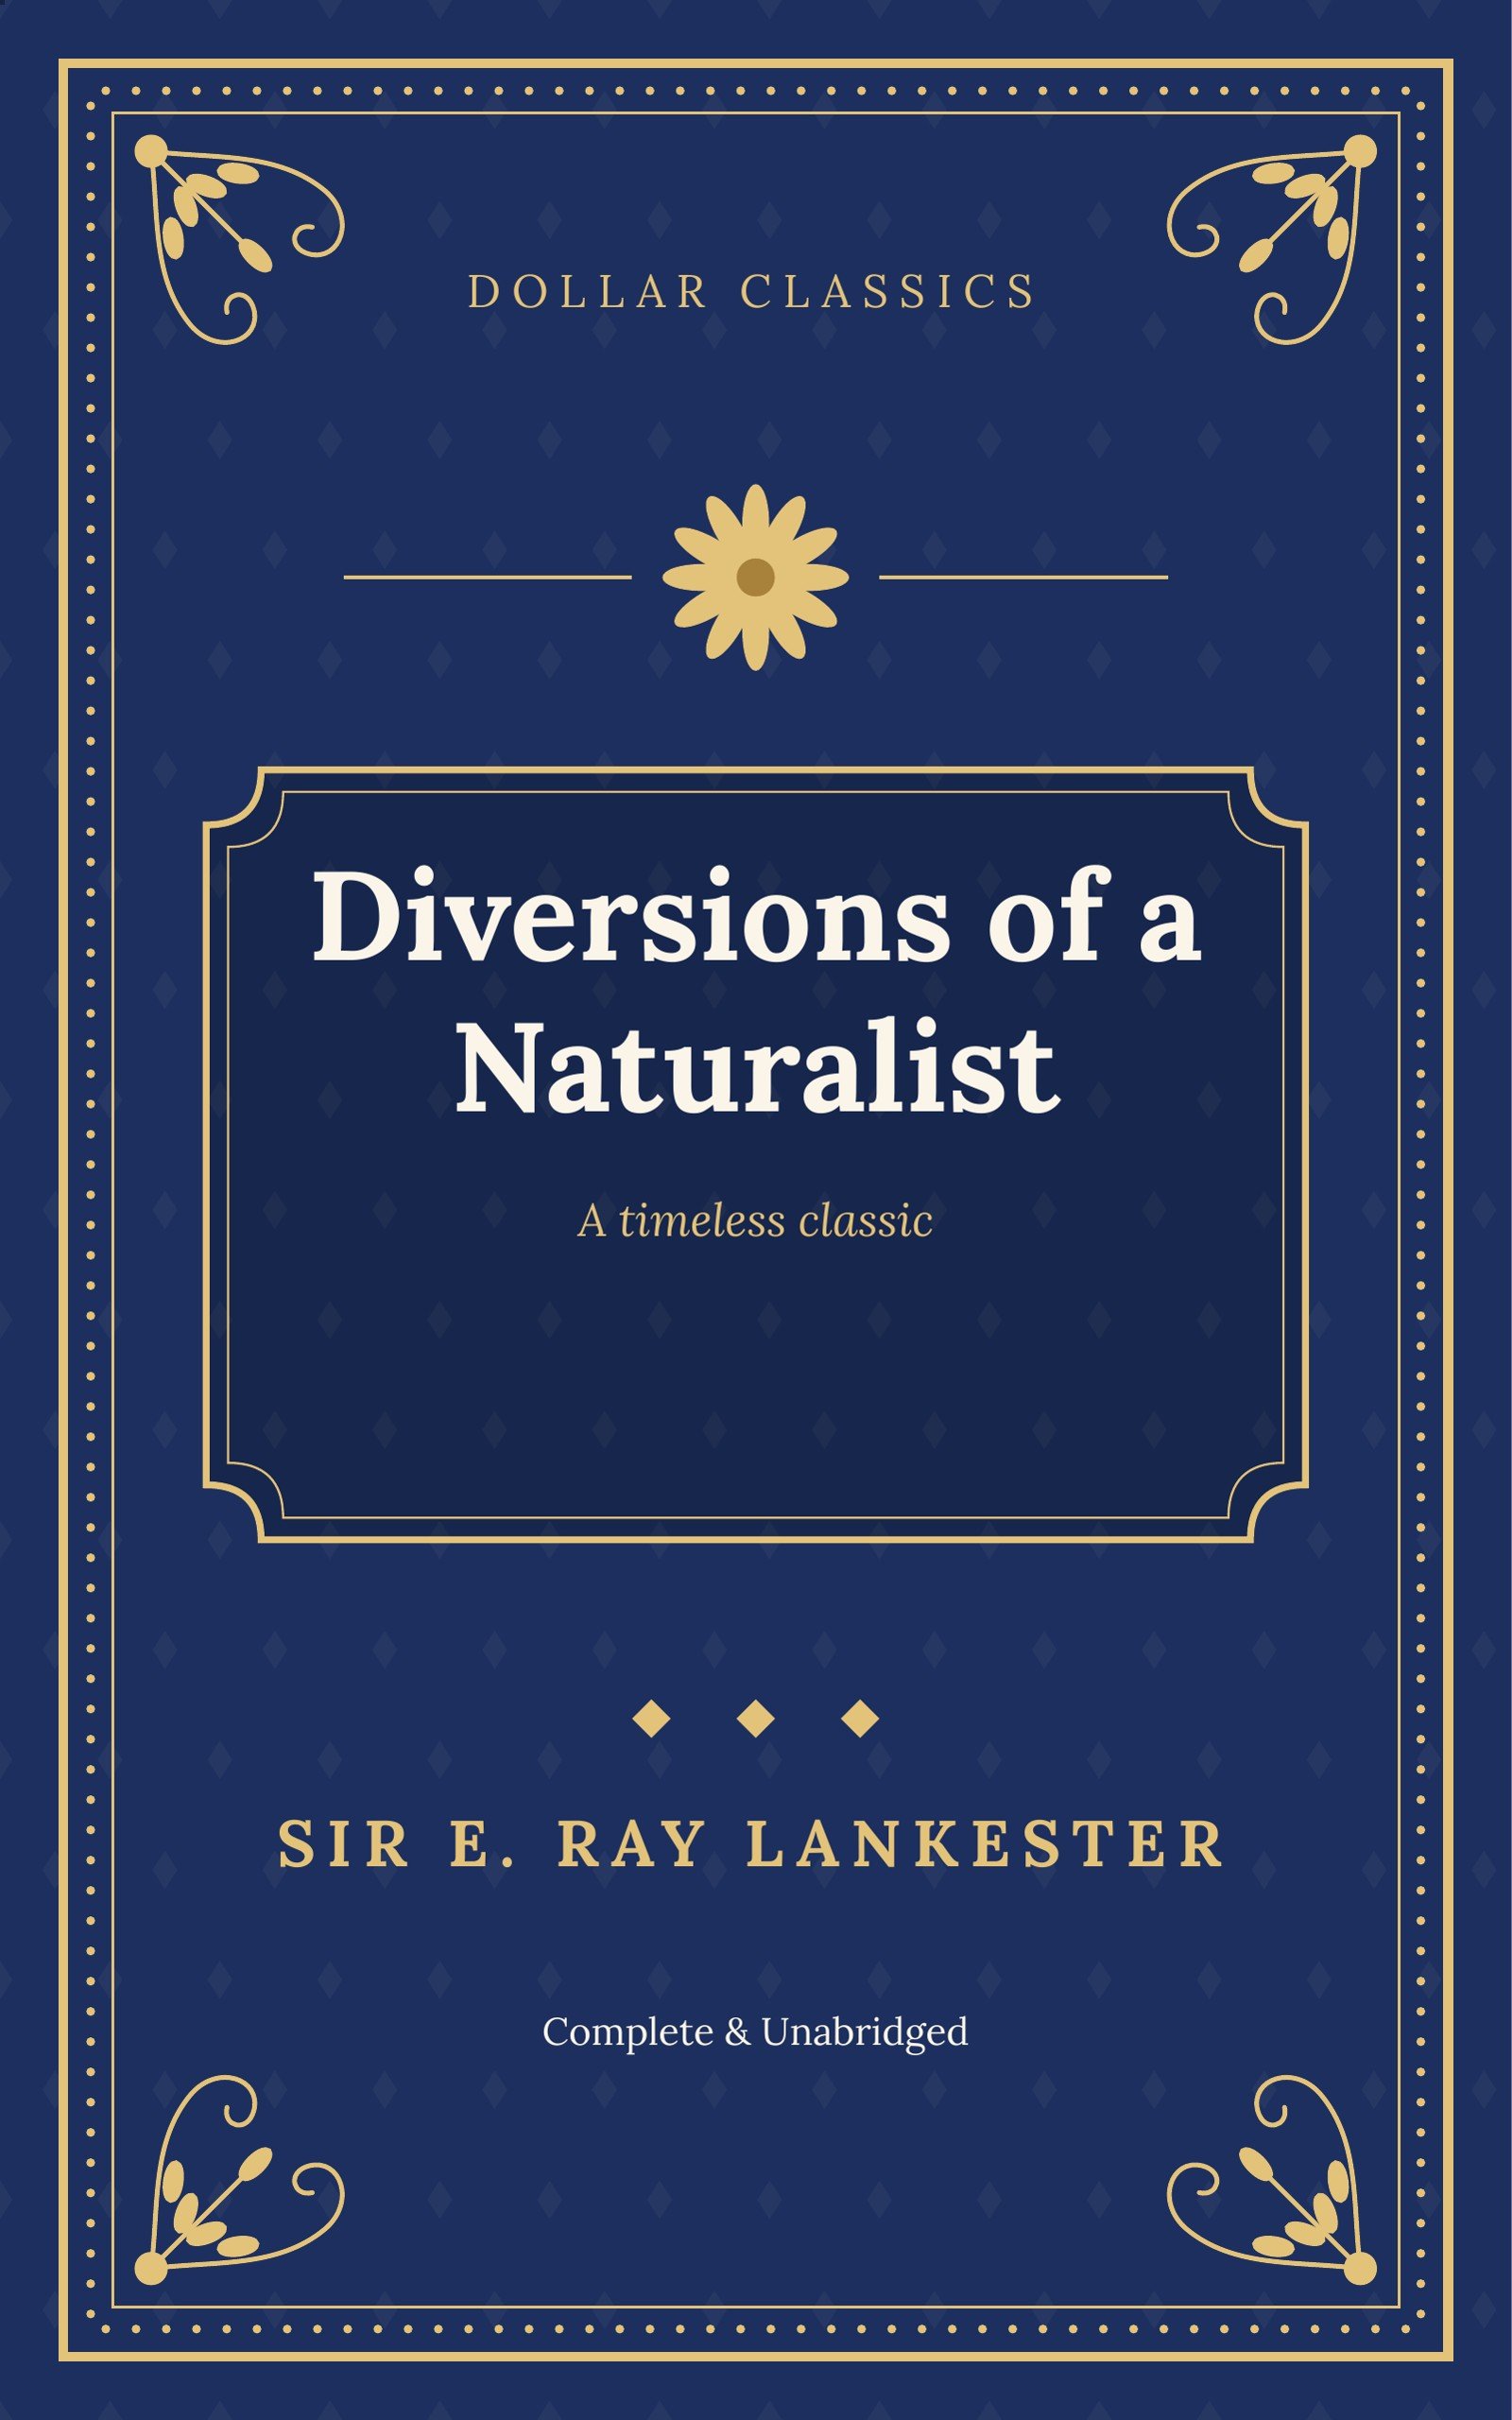 DOLLAR CLASSICS
Diversions of a
Naturalist
A timeless classic
SIR E. RAY LANKESTER
Complete & Unabridged